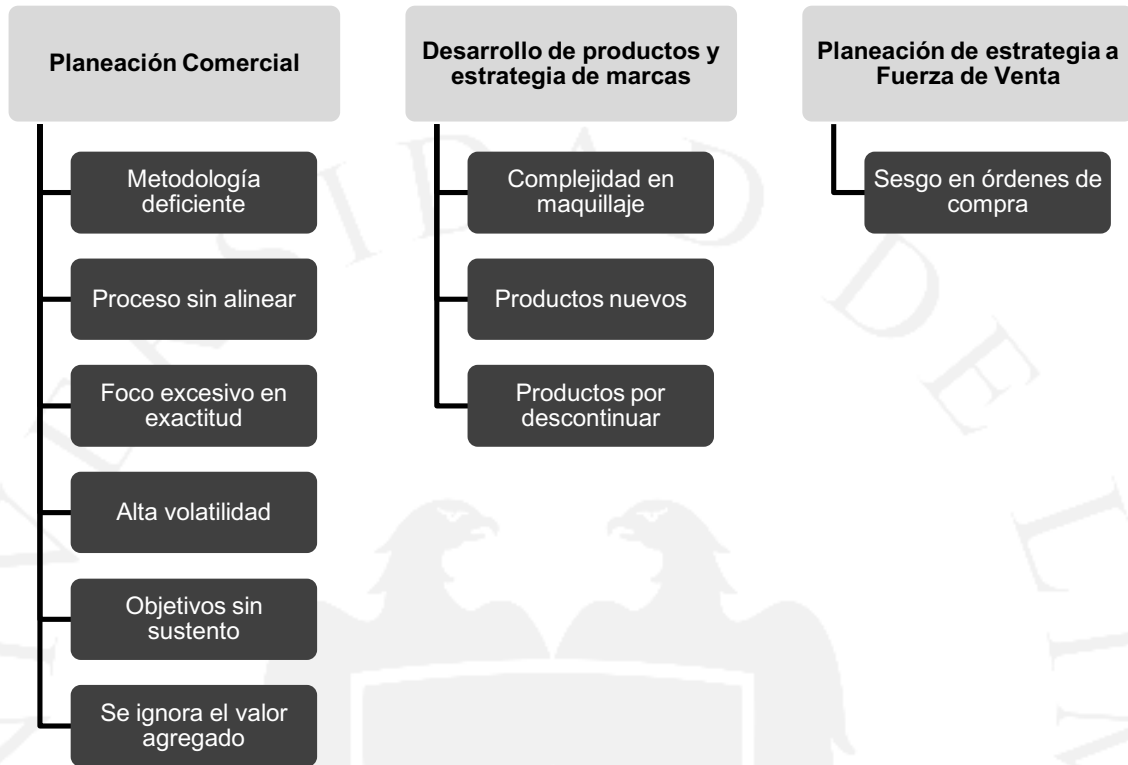 Planeación Comercial
Metodología
deficiente
Proceso sin alinear
Foco excesivo en
exactitud
Alta volatilidad
Objetivos sin
sustento
Se ignora el valor
agregado
Desarrollo de productos y
estrategia de marcas
Complejidad en
maquillaje
Productos nuevos
Productos por
descontinuar
Planeación de estrategia a
Fuerza de Venta
Sesgo en órdenes de
compra